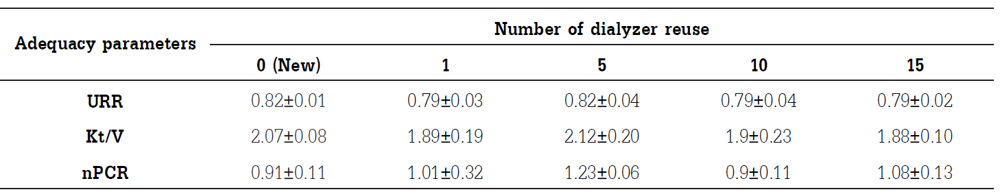 Number of dialyzer reuse
Adequacy parameters
0 (New) 1 5 10 15
URR 0.82±0.01 0.79±0.03 0.82±0.04 0.79±0.04 0.79±0.02
Kt/V 2.07±0.08 1.89±0.19 2.12±0.20 1.9±0.23 1.88±0.10
nPCR 0.91±0.11 1.01±0.32 1.23±0.06 0.9±0.11 1.08±0.13